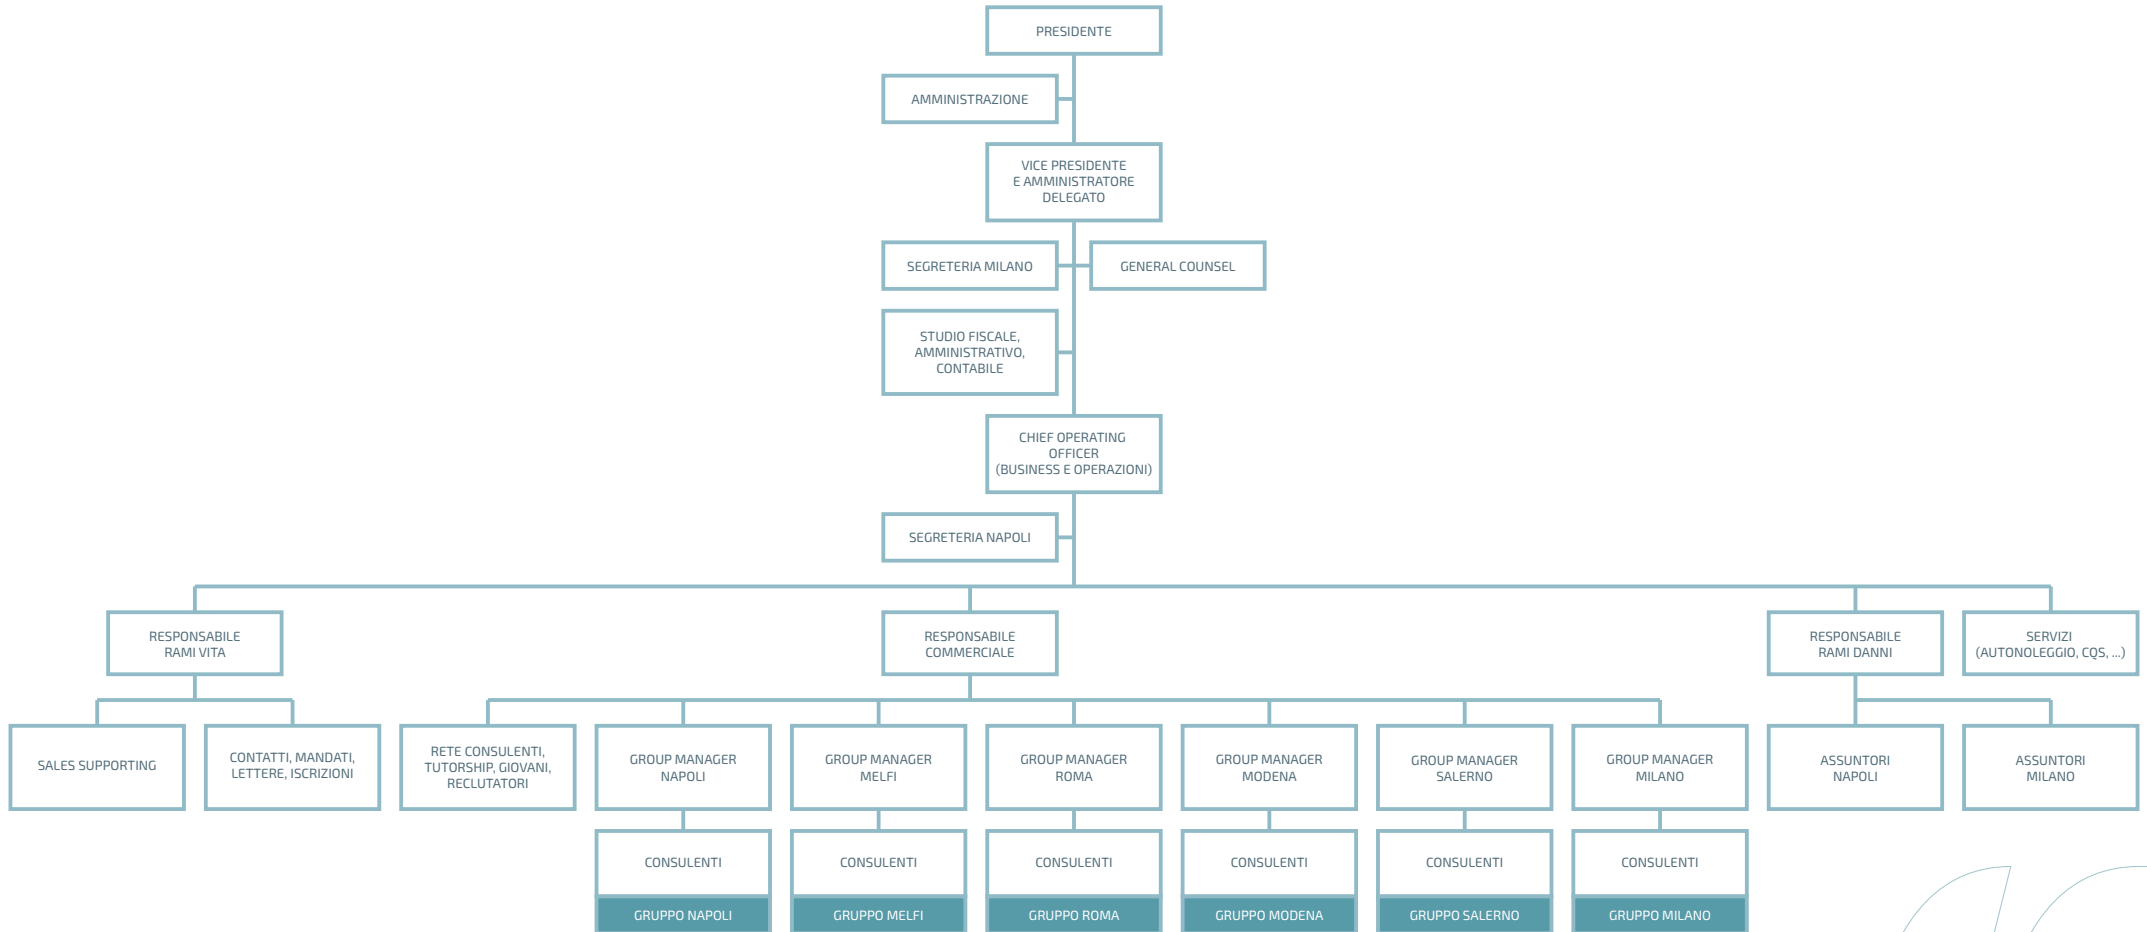 PRESIDENTE
AMMINISTRAZIONE
VICE PRESIDENTE
E AMMINISTRATORE
DELEGATO
SEGRETERIA MILANO
GENERAL COUNSEL
STUDIO FISCALE,
AMMINISTRATIVO,
CONTABILE
CHIEF OPERATING
OFFICER
(BUSINESS E OPERAZIONI)
SEGRETERIA NAPOLI
RESPONSABILE
RAMI VITA
RESPONSABILE
COMMERCIALE
RESPONSABILE
RAMI DANNI
SERVIZI
(AUTONOLEGGIO, CQS, ...)
SALES SUPPORTING
CONTATTI, MANDATI,
LETTERE, ISCRIZIONI
RETE CONSULENTI,
TUTORSHIP, GIOVANI,
RECLUTATORI
GROUP MANAGER
NAPOLI
GROUP MANAGER
MELFI
GROUP MANAGER
ROMA
GROUP MANAGER
MODENA
GROUP MANAGER
SALERNO
GROUP MANAGER
MILANO
ASSUNTORI
NAPOLI
ASSUNTORI
MILANO
CONSULENTI
CONSULENTI
CONSULENTI
CONSULENTI
CONSULENTI
CONSULENTI
GRUPPO NAPOLI
GRUPPO MELFI
GRUPPO ROMA
GRUPPO MODENA
GRUPPO SALERNO
GRUPPO MILANO